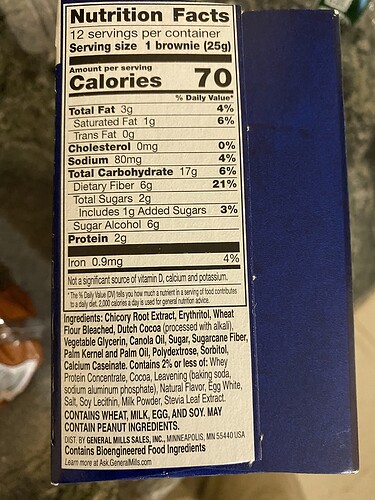 Nutrition Facts
12 servings per container
Serving size 1 brownie (25g)
Amount per serving
Calories 70
% Daily Value*
Total Fat 3g 4%
Saturated Fat 1g 6%
Trans Fat 0g
Cholesterol 0mg 0%
Sodium 80mg 4%
Total Carbohydrate 17g 6%
Dietary Fiber 6g 21%
Total Sugars 2g
Includes 1g Added Sugars 3%
Sugar Alcohol 6g
Protein 2g
Iron 0.9mg 4%
Not a significant source of vitamin D, calcium and potassium.
*The % Daily Value (DV) tells you how much a nutrient in a serving of food contributes
to a daily diet. 2,000 calories a day is used for general nutrition advice.
Ingredients: Chicory Root Extract, Erythritol, Wheat
Flour Bleached, Dutch Cocoa (processed with alkali),
Vegetable Glycerin, Canola Oil, Sugar, Sugarcane Fiber,
Palm Kernel and Palm Oil, Polydextrose, Sorbitol,
Calcium Caseinate. Contains 2% or less of: Whey
Protein Concentrate, Cocoa, Leavening (baking soda,
sodium aluminum phosphate), Natural Flavor, Egg White,
Salt, Soy Lecithin, Milk Powder, Stevia Leaf Extract.
CONTAINS WHEAT, MILK, EGG, AND SOY. MAY
CONTAIN PEANUT INGREDIENTS.
DIST. BY GENERAL MILLS SALES, INC., MINNEAPOLIS, MN 55440 USA
Contains Bioengineered Food Ingredients
Learn more at Ask.GeneralMills.com